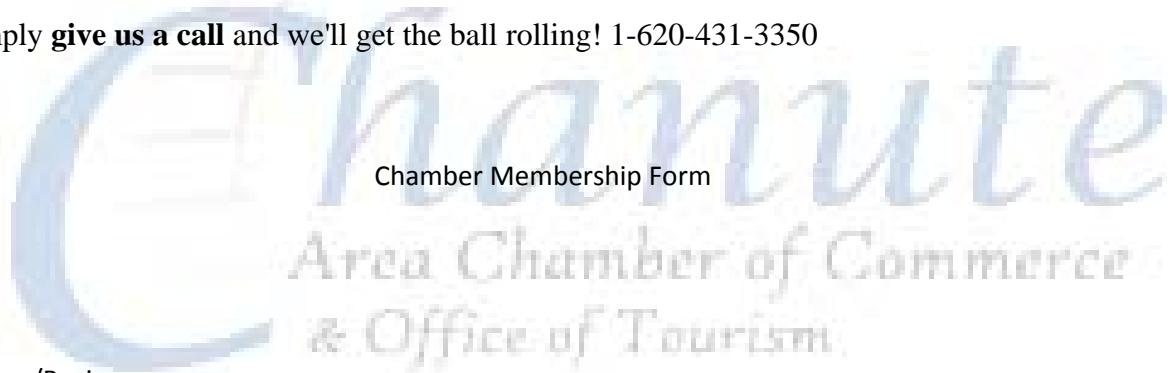 ply give us a call and we'll get the ball rolling! 1-620-431-3350
Chanute
Chamber Membership Form
Area Chamber of Commerce
& Office of Tourism